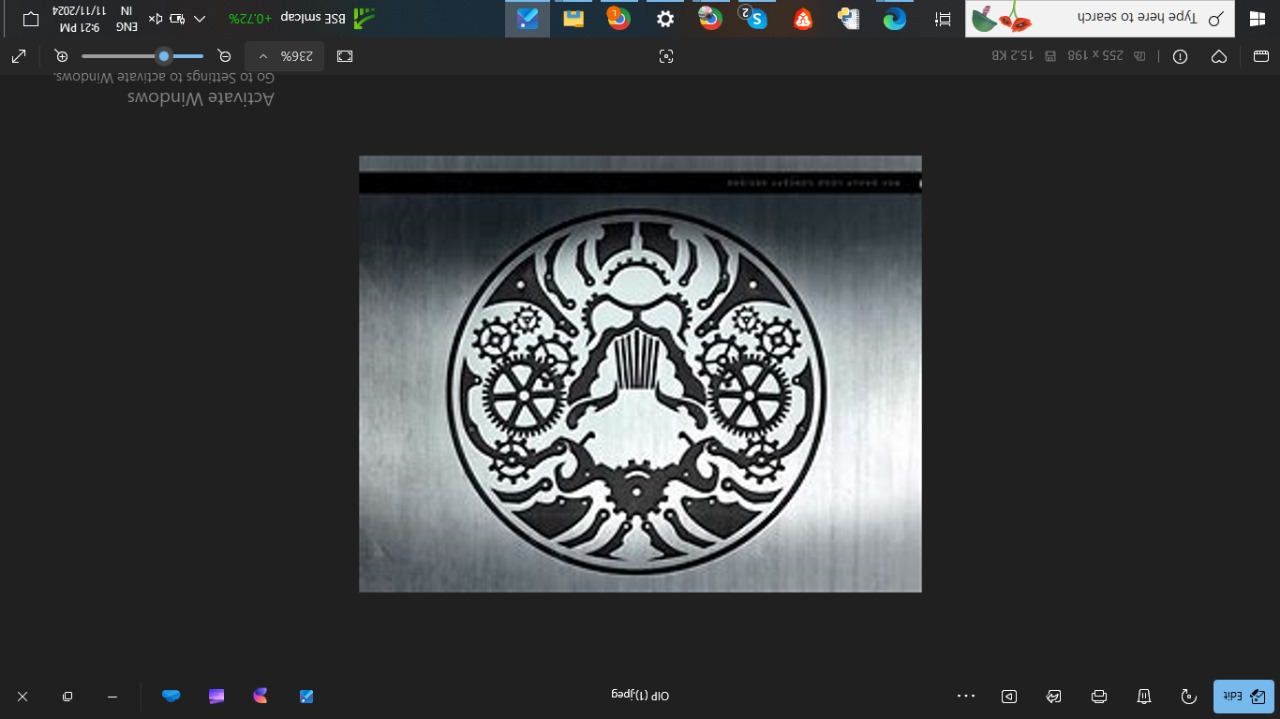 Edit
OIP (1).jpeg
Activate Windows
Go to Settings to activate Windows.
255 x 198
15.2 KB
236%
Type here to search
2
BSE smlcap +0.72%
ENG
IN
9:21 PM
11/11/2024